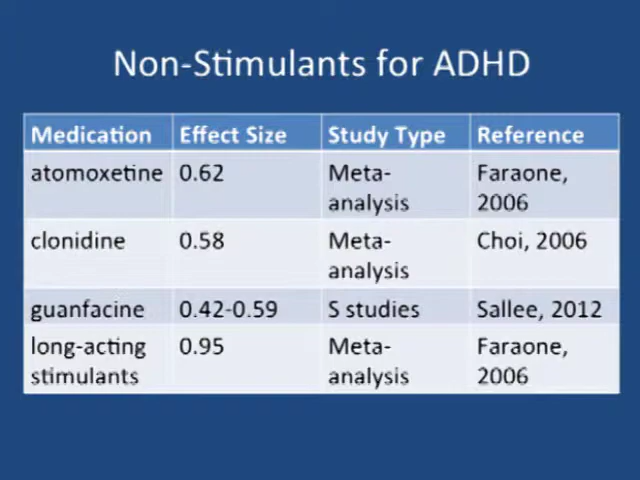 Non-Stimulants for ADHD
Medication Effect Size Study Type Reference
atomoxetine 0.62 Meta- Faraone,
analysis 2006
clonidine 0.58 Meta- Choi, 2006
analysis
guanfacine 0.42-0.59 S studies Sallee, 2012
long-acting 0.95 Meta- Faraone,
stimulants analysis 2006